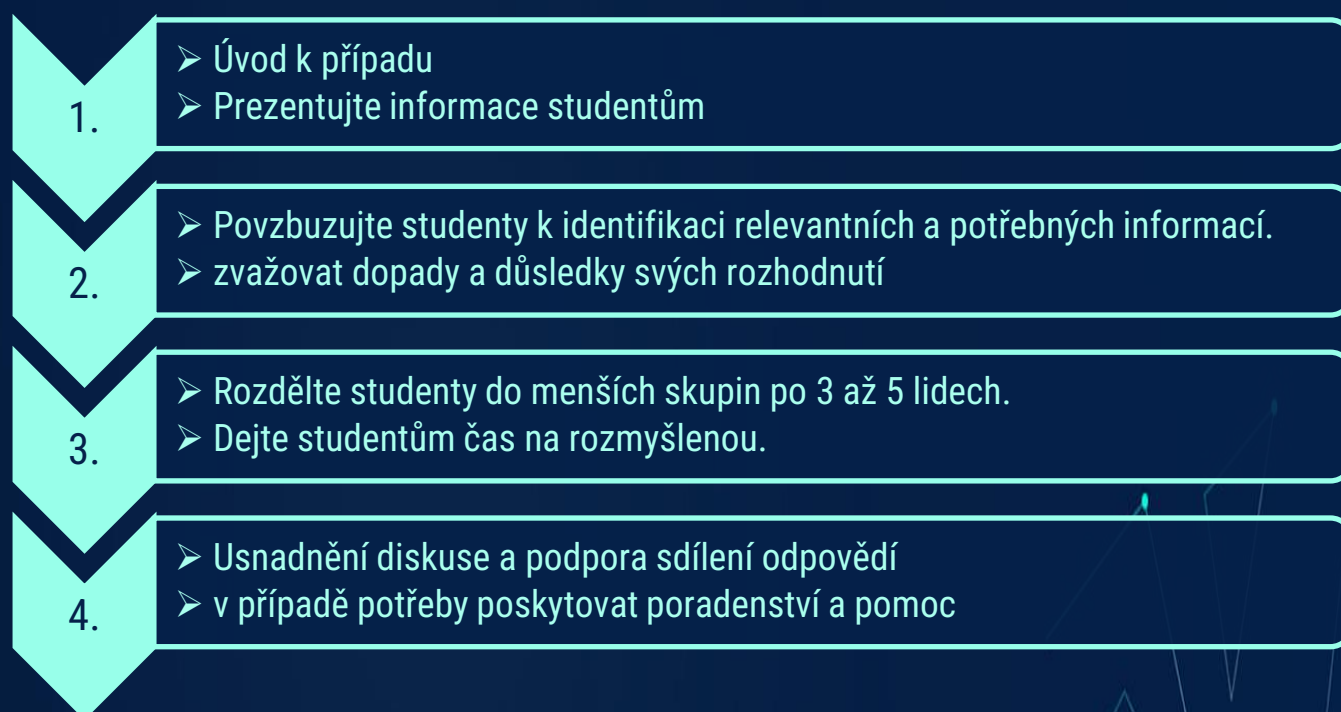 1.
➢ Úvod k případu
➢ Prezentujte informace studentům
2.
➢ Povzbuzujte studenty k identifikaci relevantních a potřebných informací.
➢ zvažovat dopady a důsledky svých rozhodnutí
3.
➢ Rozdělte studenty do menších skupin po 3 až 5 lidech.
➢ Dejte studentům čas na rozmyšlenou.
4.
➢ Usnadnění diskuse a podpora sdílení odpovědí
➢ v případě potřeby poskytovat poradenství a pomoc